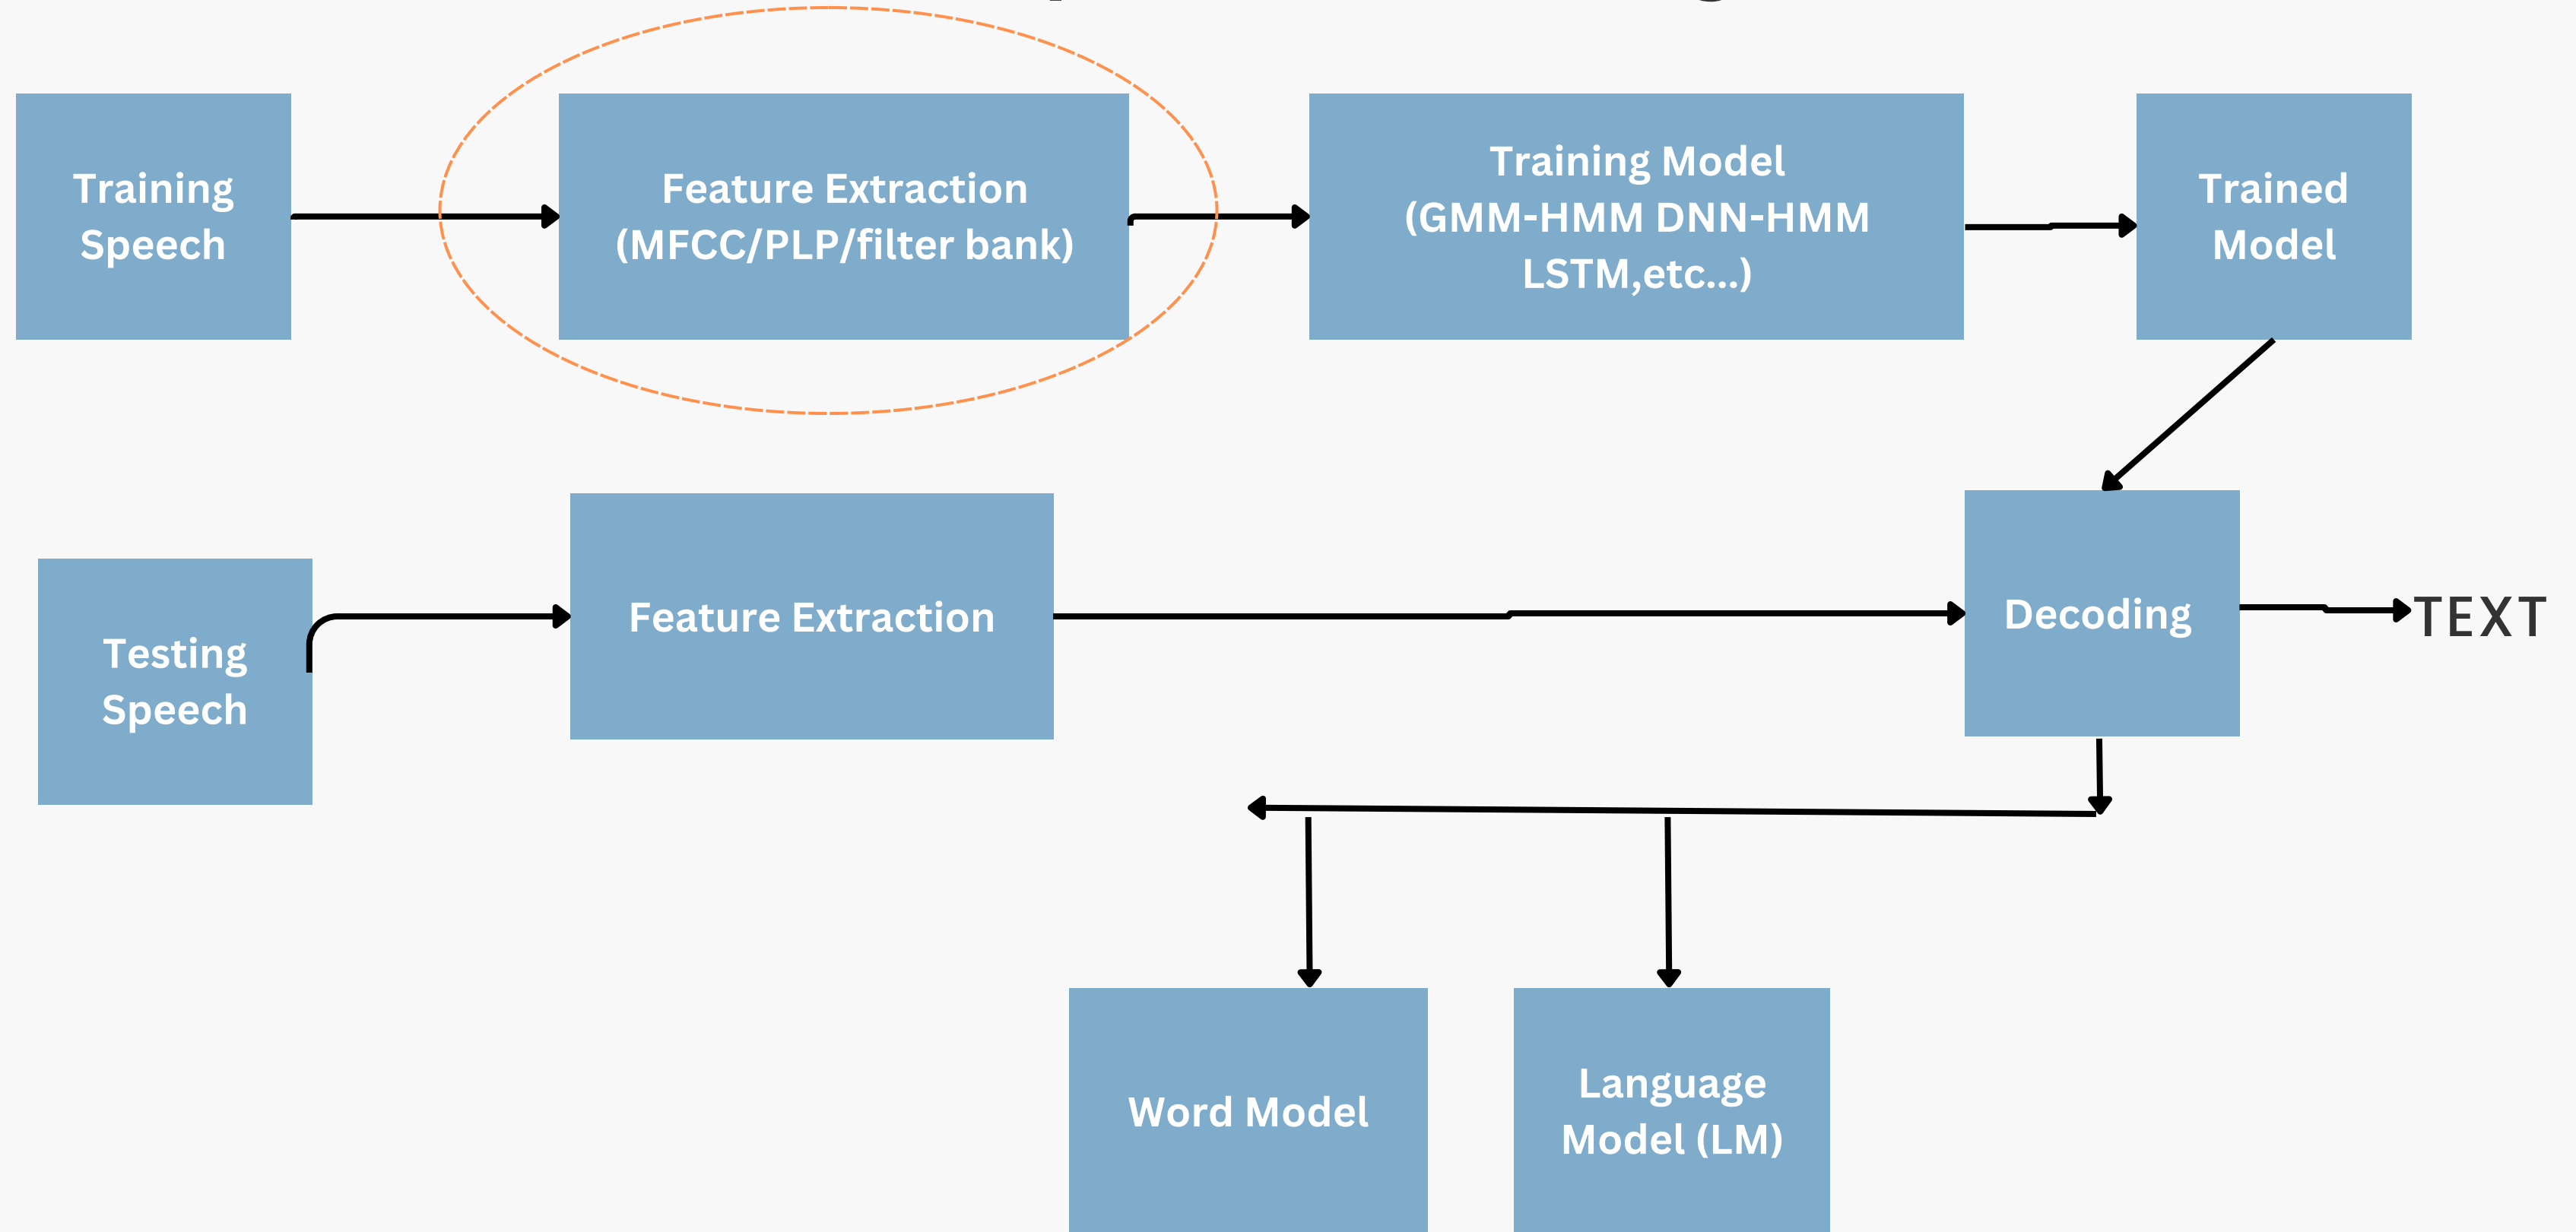 Training
Speech
Feature Extraction
(MFCC/PLP/filter bank)
Training Model
(GMM-HMM DNN-HMM
LSTM,etc...)
Trained
Model
Testing
Speech
Feature Extraction
Decoding
TEXT
Word Model
Language
Model (LM)